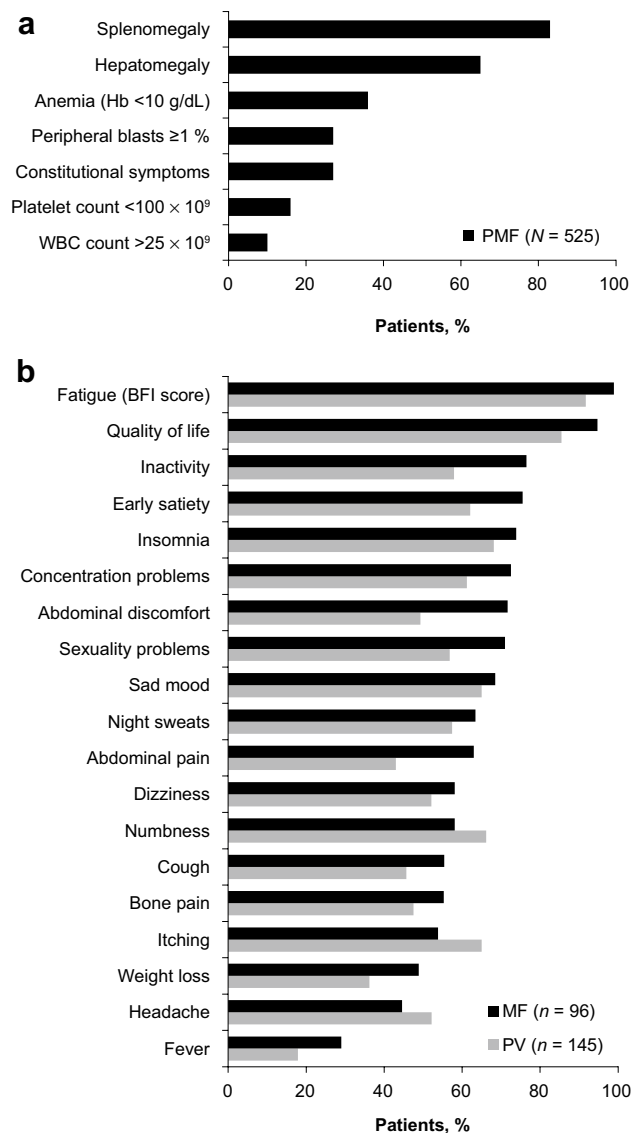 a
Splenomegaly
Hepatomegaly
Anemia (Hb <10 g/dL)
Peripheral blasts ≥1 %
Constitutional symptoms
Platelet count <100 × 10⁹
WBC count >25 × 10⁹
PMF (N = 525)
0 20 40 60 80 100
Patients, %
b
Fatigue (BFI score)
Quality of life
Inactivity
Early satiety
Insomnia
Concentration problems
Abdominal discomfort
Sexuality problems
Sad mood
Night sweats
Abdominal pain
Dizziness
Numbness
Cough
Bone pain
Itching
Weight loss
Headache
Fever
MF (n = 96)
PV (n = 145)
0 20 40 60 80 100
Patients, %